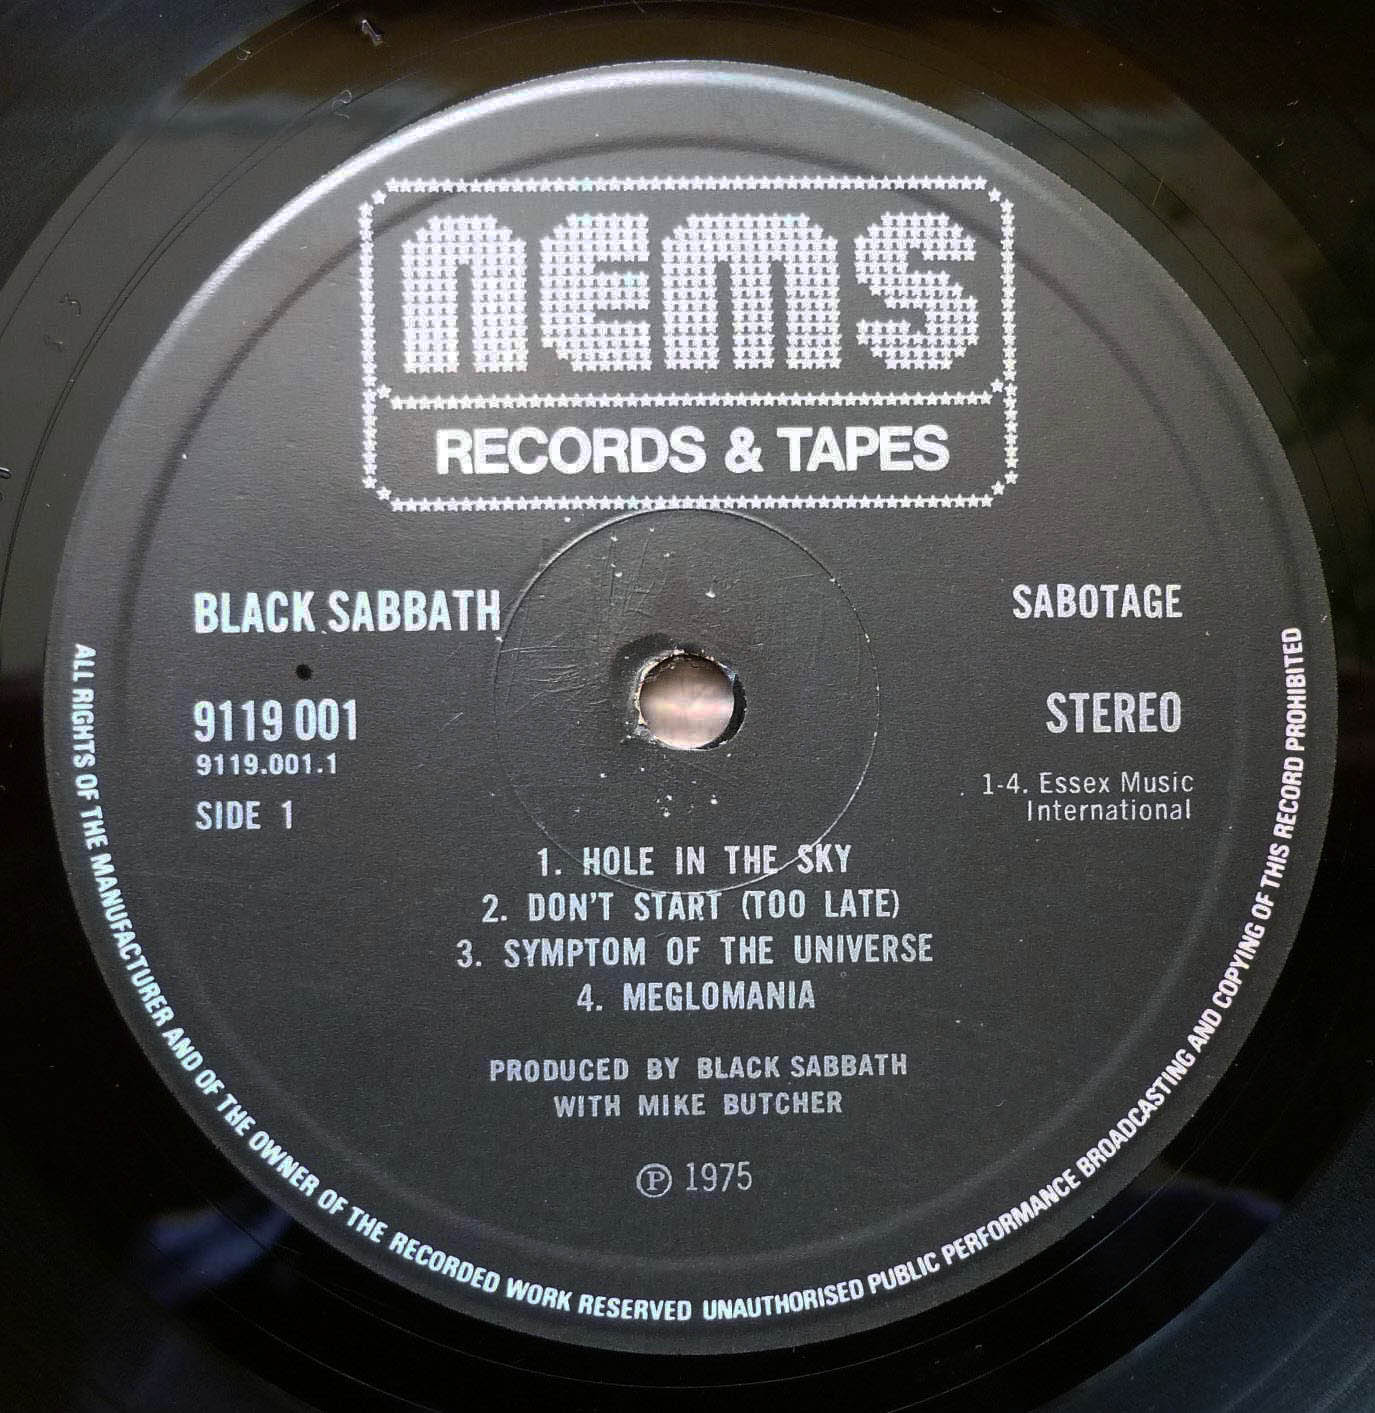 nems
RECORDS & TAPES
BLACK SABBATH
SABOTAGE
9119 001
9119.001.1
SIDE 1
STEREO
1-4. Essex Music
International
1. HOLE IN THE SKY
2. DON'T START (TOO LATE)
3. SYMPTOM OF THE UNIVERSE
4. MEGLOMANIA
PRODUCED BY BLACK SABBATH
WITH MIKE BUTCHER
Ⓟ 1975
ALL RIGHTS OF THE MANUFACTURER AND OF THE OWNER OF THE RECORDED WORK RESERVED UNAUTHORISED PUBLIC PERFORMANCE BROADCASTING AND COPYING OF THIS RECORD PROHIBITED